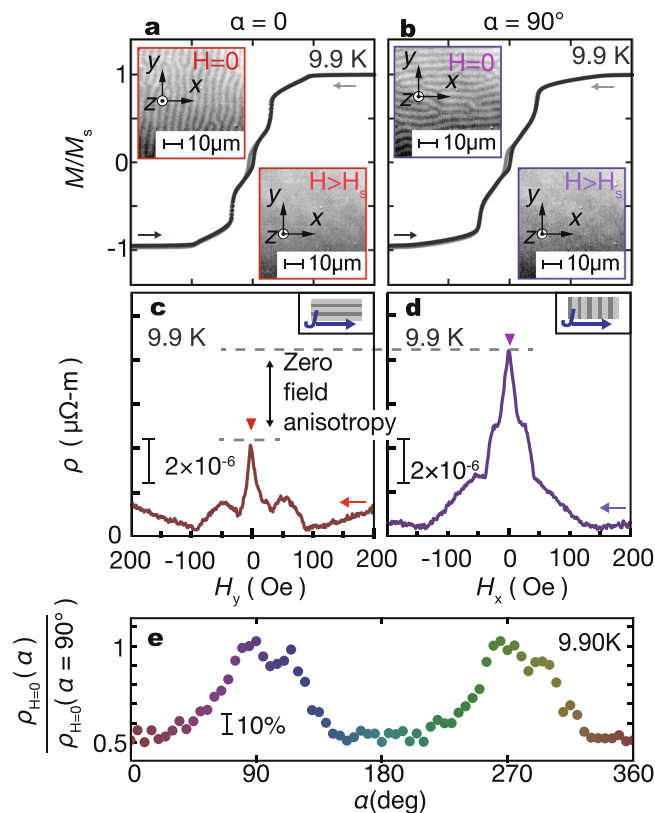 α = 0
α = 90°
a
H=0
9.9 K
y
x
z
10μm
H>Hs
y
x
z
10μm
b
H=0
9.9 K
y
x
z
10μm
H>Hs
y
x
z
10μm
M/Ms
1
0
-1
c
9.9 K
J
Zero
field
anisotropy
2×10⁻⁶
d
9.9 K
J
2×10⁻⁶
ρ ( μΩ-m)
0
200 -100 0 100 200
-100 0 100 200
Hy ( Oe)
Hx ( Oe)
e
9.90K
10%
ρH=0(α)
ρH=0(α = 90°)
1
0.5
0 90 180 270 360
α(deg)